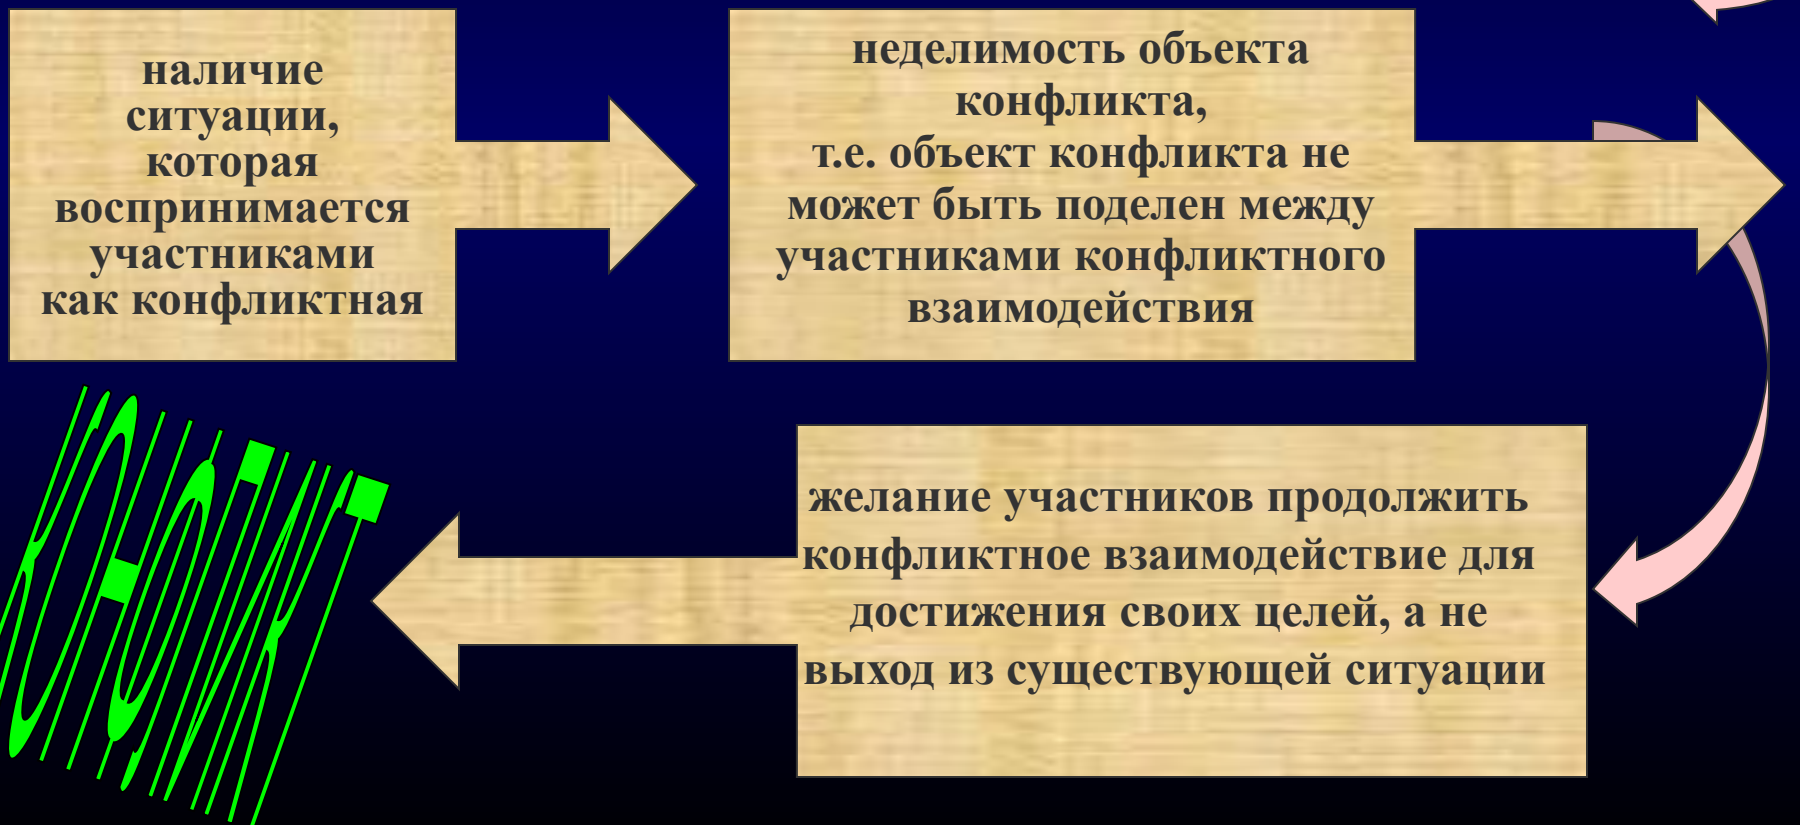 наличие
ситуации,
которая
воспринимается
участниками
как конфликтная
неделимость объекта
конфликта,
т.е. объект конфликта не
может быть поделен между
участниками конфликтного
взаимодействия
желание участников продолжить
конфликтное взаимодействие для
достижения своих целей, а не
выход из существующей ситуации